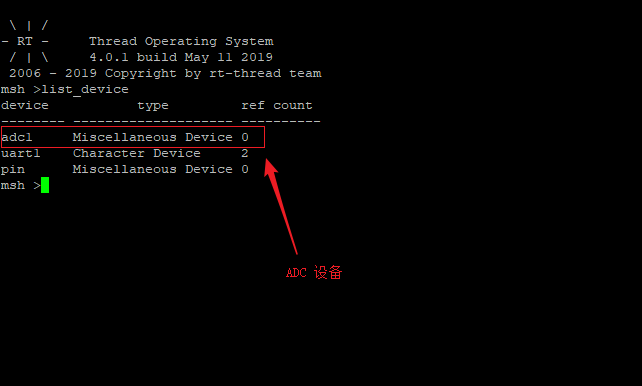 \ | /
- RT -     Thread Operating System
 / | \     4.0.1 build May 11 2019
 2006 - 2019 Copyright by rt-thread team
msh >list_device
device           type         ref count
-------- -------------------- ----------
adc1     Miscellaneous Device 0
uart1    Character Device     2
pin      Miscellaneous Device 0
msh >
ADC 设备